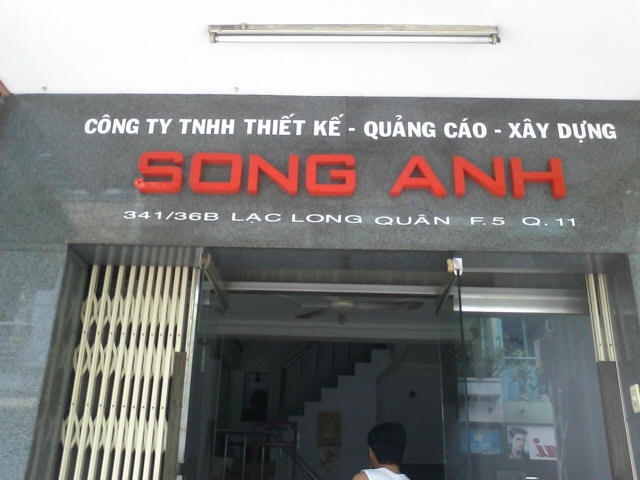 CÔNG TY TNHH THIẾT KẾ - QUẢNG CÁO - XÂY DỰNG
SONG ANH
341/36B LẠC LONG QUÂN F.5 Q.11